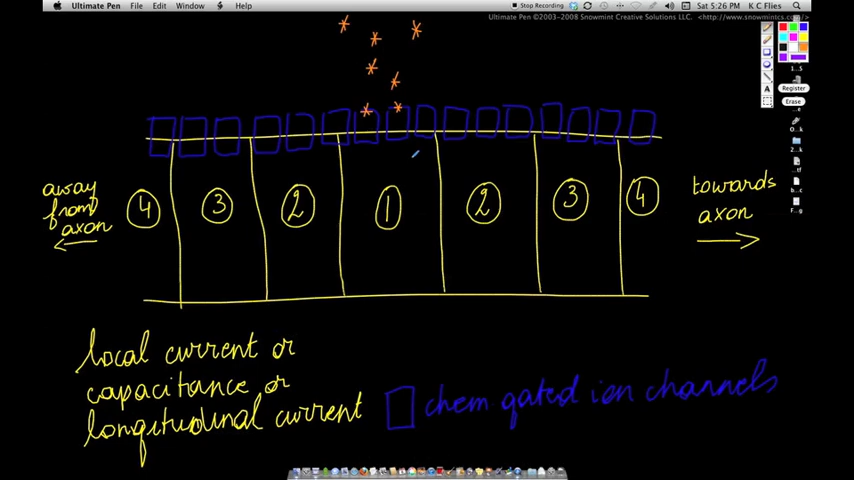 Ultimate Pen File Edit Window Help Stop Recording Sat 5:26 PM K C Flies
Ultimate Pen ©2003-2008 Snowmint Creative Solutions LLC. <http://www.snowmintcs.com>
Register
Erase
away
from
axon
4 3 2 1 2 3 4
towards
axon
local current or
capacitance or
longitudinal current
chem gated ion channels